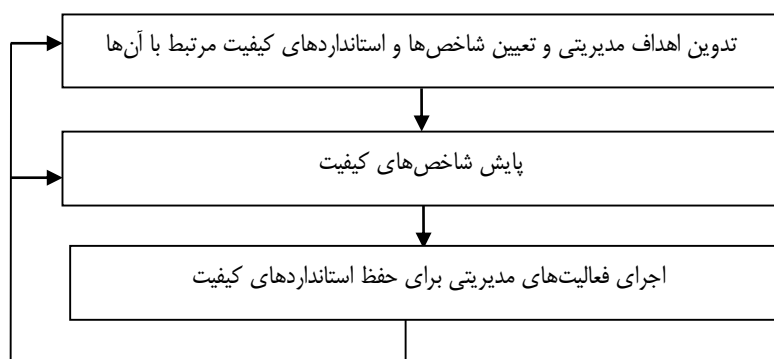 تدوین اهداف مدیریتی و تعیین شاخص‌ها و استانداردهای کیفیت مرتبط با آن‌ها
پایش شاخص‌های کیفیت
اجرای فعالیت‌های مدیریتی برای حفظ استانداردهای کیفیت